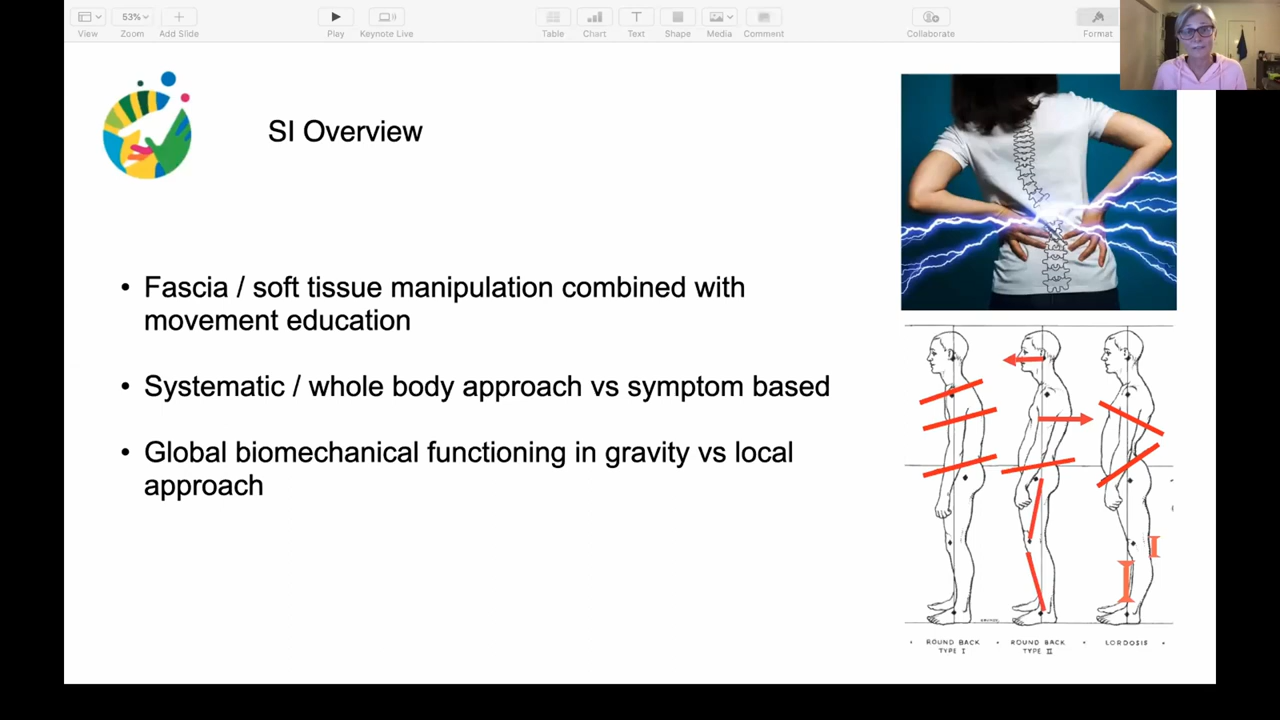 View
53%
Zoom
Add Slide
Play
Keynote Live
Table
Chart
Text
Shape
Media
Comment
Collaborate
Format
SI Overview
• Fascia / soft tissue manipulation combined with
movement education
• Systematic / whole body approach vs symptom based
• Global biomechanical functioning in gravity vs local
approach
ROUND BACK
TYPE I
ROUND BACK
TYPE II
LORDOSIS